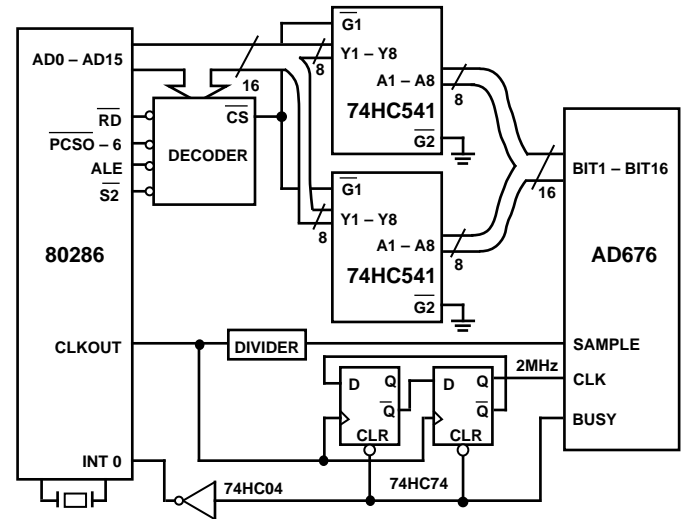 AD0 – AD15
RD
PCSO – 6
ALE
S2
80286
CLKOUT
INT 0
DECODER
CS
16
G1
8
Y1 – Y8
A1 – A8
8
74HC541
G2
G1
8
Y1 – Y8
A1 – A8
8
74HC541
G2
16
BIT1 – BIT16
AD676
SAMPLE
CLK
BUSY
DIVIDER
2MHz
D Q
Q
CLR
D Q
Q
CLR
74HC04
74HC74